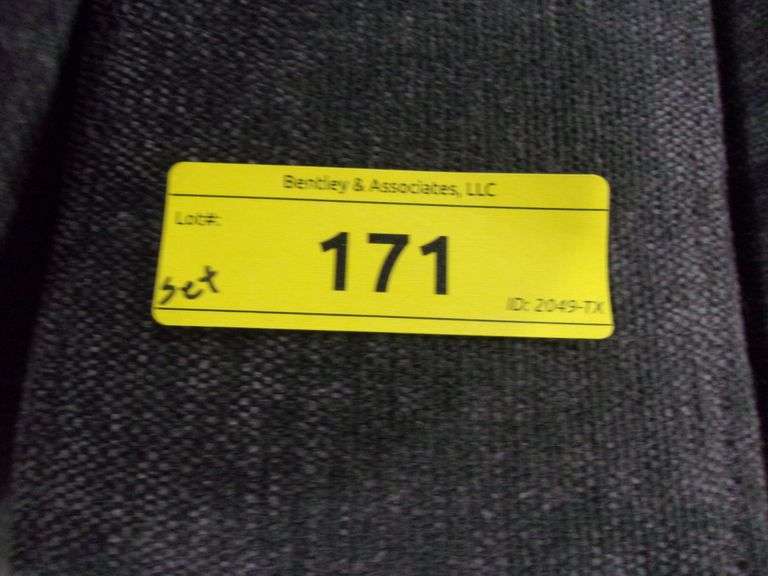 Bentley & Associates, LLC
Lot#:
171
set
ID: 2049-TX